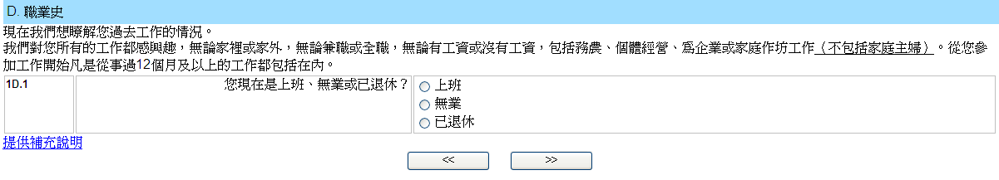 D. 職業史
現在我們想瞭解您過去工作的情況。
我們對您所有的工作都感興趣，無論家裡或家外，無論兼職或全職，無論有工資或沒有工資，包括務農、個體經營、爲企業或家庭作坊工作（不包括家庭主婦）。從您參
加工作開始凡是從事過12個月及以上的工作都包括在內。
1D.1 您現在是上班、無業或已退休？ 上班
無業
已退休
提供補充說明
<< >>